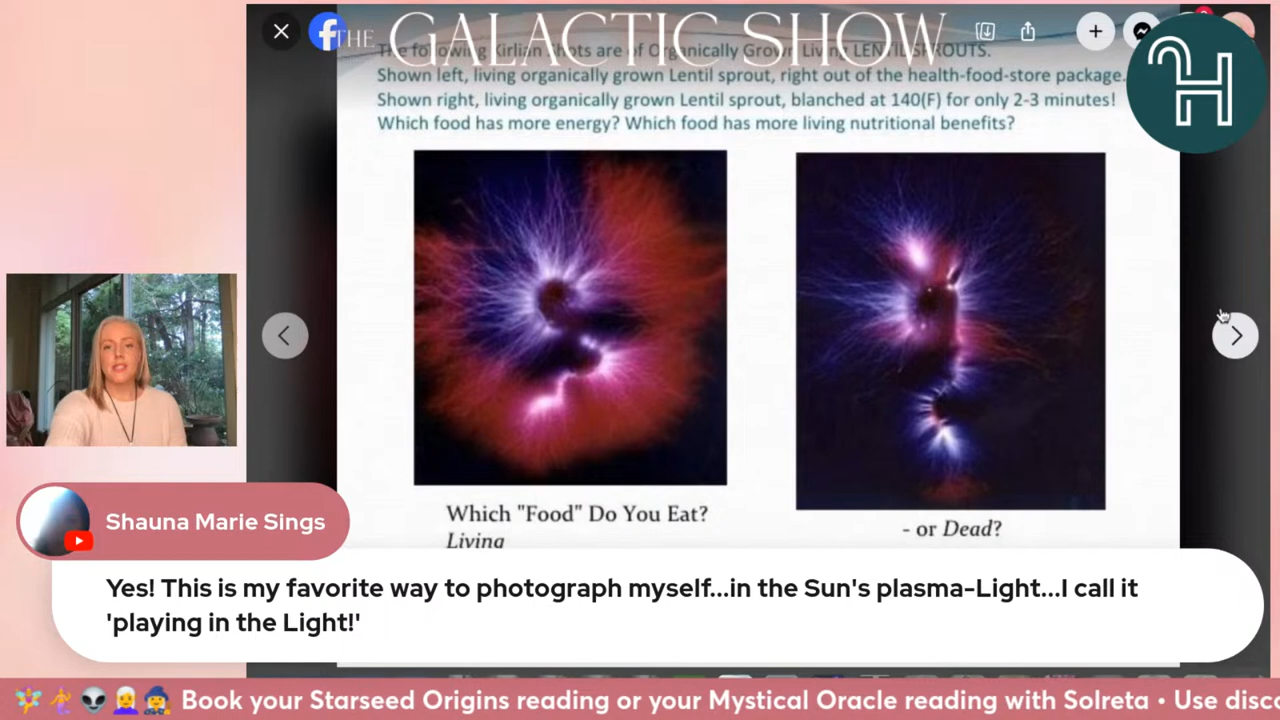 THE GALACTIC SHOW
The following Kirlian Shots are of Organically Grown Living LENTIL SPROUTS.
Shown left, living organically grown Lentil sprout, right out of the health-food-store package.
Shown right, living organically grown Lentil sprout, blanched at 140(F) for only 2-3 minutes!
Which food has more energy? Which food has more living nutritional benefits?
Which "Food" Do You Eat?
Living
- or Dead?
Shauna Marie Sings
Yes! This is my favorite way to photograph myself...in the Sun's plasma-Light...I call it
'playing in the Light!'
Book your Starseed Origins reading or your Mystical Oracle reading with Solreta • Use disc